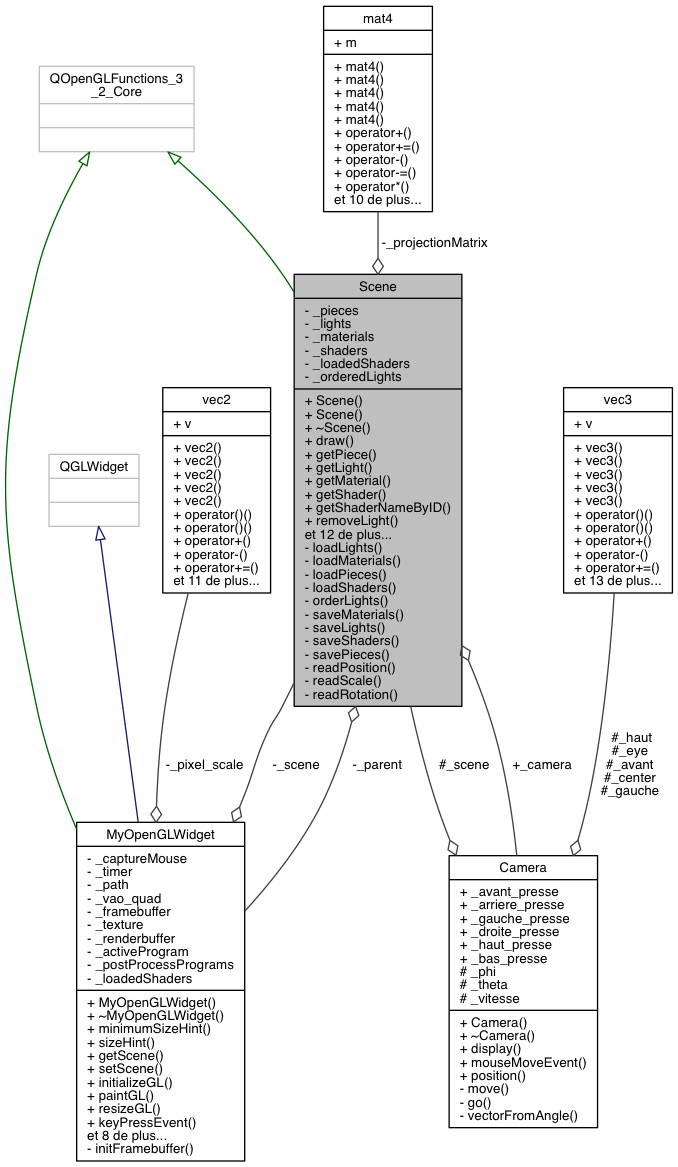 mat4
+ m
+ mat4()
+ mat4()
+ mat4()
+ mat4()
+ mat4()
+ operator+()
+ operator+=()
+ operator-()
+ operator-=()
+ operator*()
et 10 de plus...
QOpenGLFunctions_3
_2_Core
-_projectionMatrix
Scene
- _pieces
- _lights
- _materials
- _shaders
- _loadedShaders
- _orderedLights
+ Scene()
+ Scene()
+ ~Scene()
+ draw()
+ getPiece()
+ getLight()
+ getMaterial()
+ getShader()
+ getShaderNameByID()
+ removeLight()
et 12 de plus...
- loadLights()
- loadMaterials()
- loadPieces()
- loadShaders()
- orderLights()
- saveMaterials()
- saveLights()
- saveShaders()
- savePieces()
- readPosition()
- readScale()
- readRotation()
vec2
+ v
+ vec2()
+ vec2()
+ vec2()
+ vec2()
+ vec2()
+ operator()()
+ operator()()
+ operator+()
+ operator-()
+ operator+=()
et 11 de plus...
vec3
+ v
+ vec3()
+ vec3()
+ vec3()
+ vec3()
+ vec3()
+ operator()()
+ operator()()
+ operator+()
+ operator-()
+ operator+=()
et 13 de plus...
QGLWidget
-_pixel_scale
-_scene
-_parent
#_scene
+_camera
#_haut
#_eye
#_avant
#_center
#_gauche
MyOpenGLWidget
- _captureMouse
- _timer
- _path
- _vao_quad
- _framebuffer
- _texture
- _renderbuffer
- _activeProgram
- _postProcessPrograms
- _loadedShaders
+ MyOpenGLWidget()
+ ~MyOpenGLWidget()
+ minimumSizeHint()
+ sizeHint()
+ getScene()
+ setScene()
+ initializeGL()
+ paintGL()
+ resizeGL()
+ keyPressEvent()
et 8 de plus...
- initFramebuffer()
Camera
+ _avant_presse
+ _arriere_presse
+ _gauche_presse
+ _droite_presse
+ _haut_presse
+ _bas_presse
# _phi
# _theta
# _vitesse
+ Camera()
+ ~Camera()
+ display()
+ mouseMoveEvent()
+ position()
- move()
- go()
- vectorFromAngle()